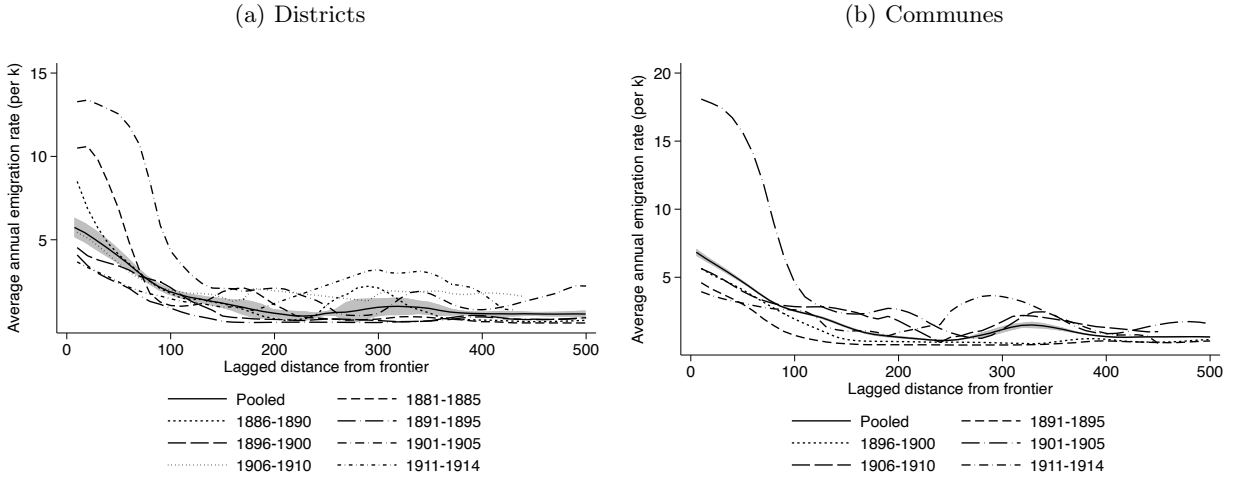 (a) Districts
Average annual emigration rate (per k)
15
10
5
0 100 200 300 400 500
Lagged distance from frontier
Pooled 1881-1885
1886-1890 1891-1895
1896-1900 1901-1905
1906-1910 1911-1914
(b) Communes
Average annual emigration rate (per k)
20
15
10
5
0 100 200 300 400 500
Lagged distance from frontier
Pooled 1891-1895
1896-1900 1901-1905
1906-1910 1911-1914